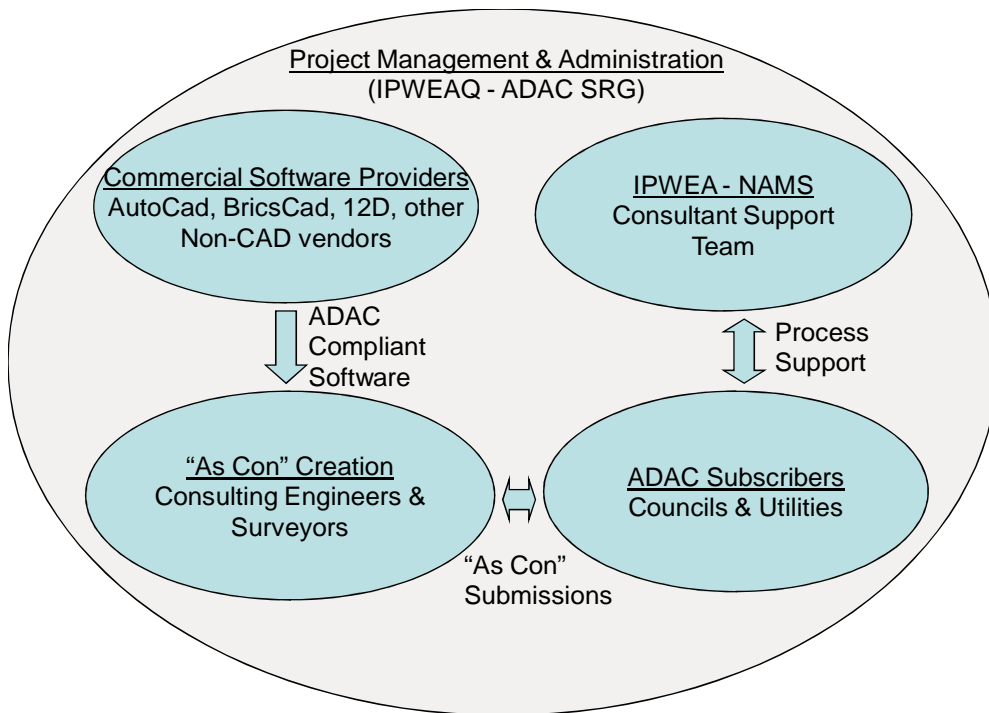 Project Management & Administration
(IPWEAQ - ADAC SRG)
Commercial Software Providers
AutoCad, BricsCad, 12D, other
Non-CAD vendors
IPWEA - NAMS
Consultant Support
Team
ADAC
Compliant
Software
Process
Support
“As Con” Creation
Consulting Engineers &
Surveyors
ADAC Subscribers
Councils & Utilities
“As Con”
Submissions